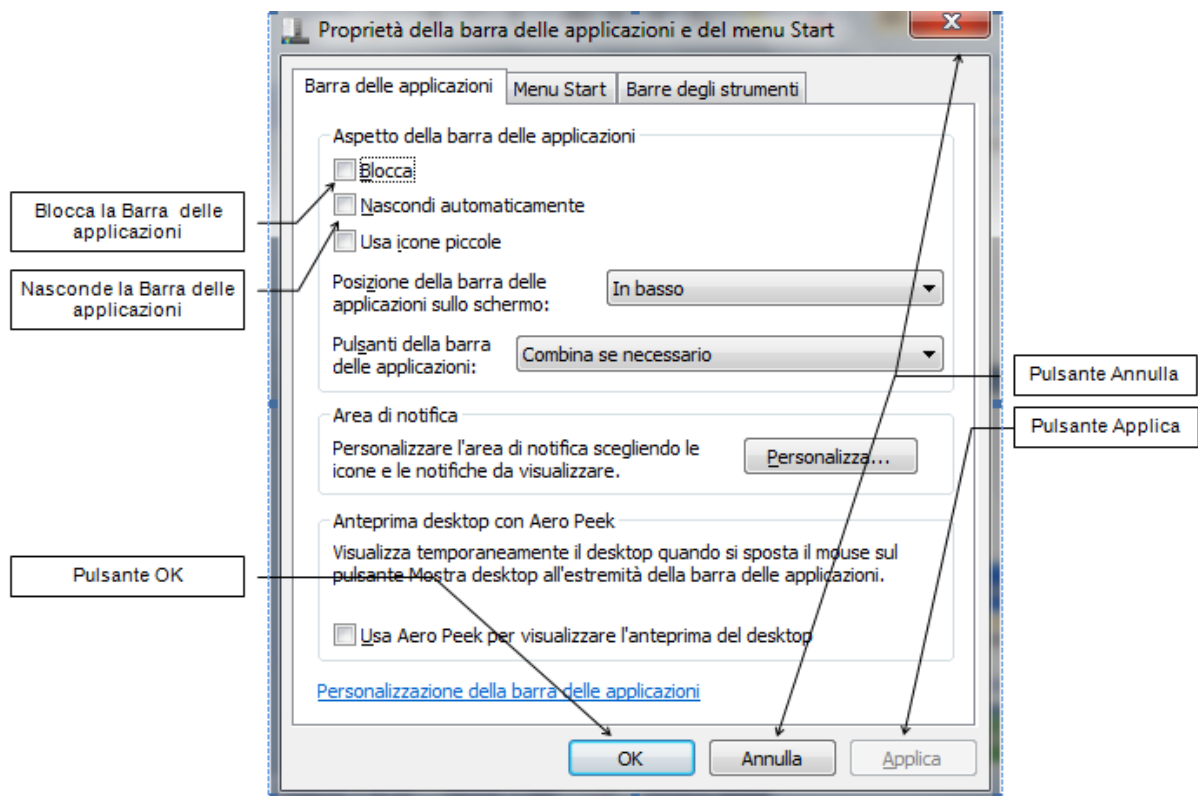 Proprietà della barra delle applicazioni e del menu Start
x
Barra delle applicazioni
Menu Start
Barre degli strumenti
Aspetto della barra delle applicazioni
Blocca
Nascondi automaticamente
Usa icone piccole
Posizione della barra delle
applicazioni sullo schermo:
In basso
Pulsanti della barra
delle applicazioni:
Combina se necessario
Area di notifica
Personalizzare l'area di notifica scegliendo le
icone e le notifiche da visualizzare.
Personalizza...
Anteprima desktop con Aero Peek
Visualizza temporaneamente il desktop quando si sposta il mouse sul
pulsante Mostra desktop all'estremità della barra delle applicazioni.
Usa Aero Peek per visualizzare l'anteprima del desktop
Personalizzazione della barra delle applicazioni
OK
Annulla
Applica
Blocca la Barra delle
applicazioni
Nasconde la Barra delle
applicazioni
Pulsante OK
Pulsante Annulla
Pulsante Applica